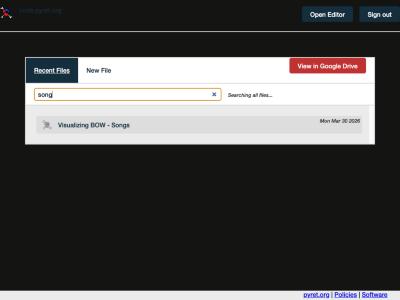 code.pyret.org
Open Editor
Sign out
Recent Files
New File
View in Google Drive
song
×
Searching all files...
Visualizing BOW - Songs
Mon Mar 30 2026
pyret.org | Policies | Software